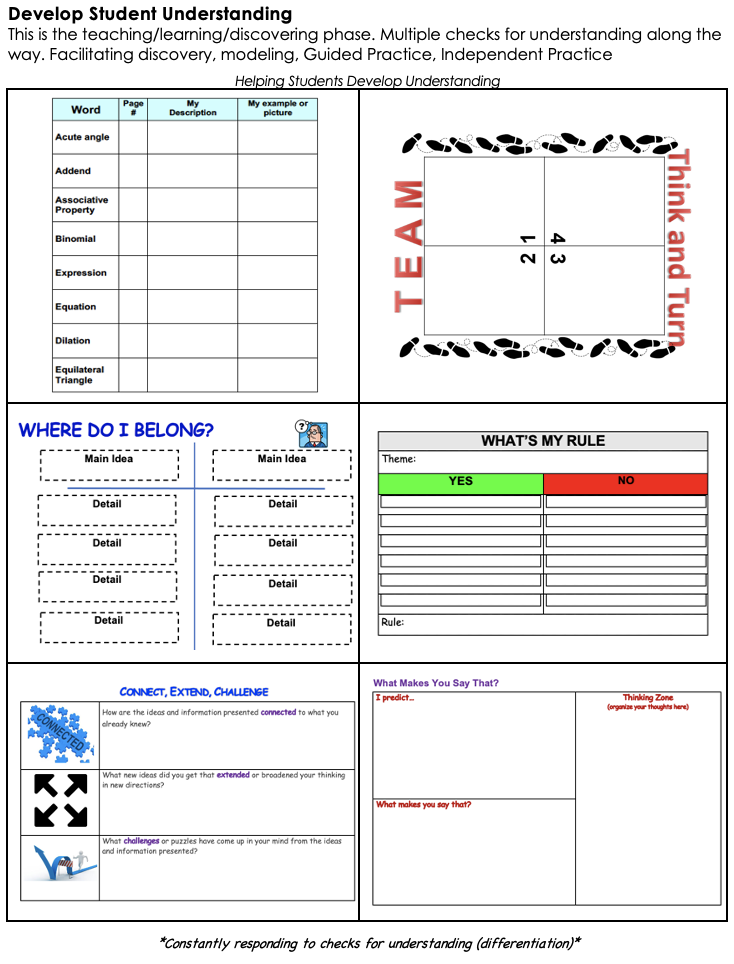 Develop Student Understanding
This is the teaching/learning/discovering phase. Multiple checks for understanding along the
way. Facilitating discovery, modeling, Guided Practice, Independent Practice
Helping Students Develop Understanding
Word Page # My Description My example or picture
Acute angle
Addend
Associative
Property
Binomial
Expression
Equation
Dilation
Equilateral
Triangle
TEAM
1 4
2 3
Think and Turn
WHERE DO I BELONG?
?
Main Idea Main Idea
Detail Detail
Detail Detail
Detail Detail
Detail Detail
WHAT'S MY RULE
Theme:
YES NO
Rule:
CONNECT, EXTEND, CHALLENGE
CONNECTED
How are the ideas and information presented connected to what you
already knew?
What new ideas did you get that extended or broadened your thinking
in new directions?
What challenges or puzzles have come up in your mind from the ideas
and information presented?
What Makes You Say That?
I predict...
Thinking Zone
(organize your thoughts here)
What makes you say that?
*Constantly responding to checks for understanding (differentiation)*